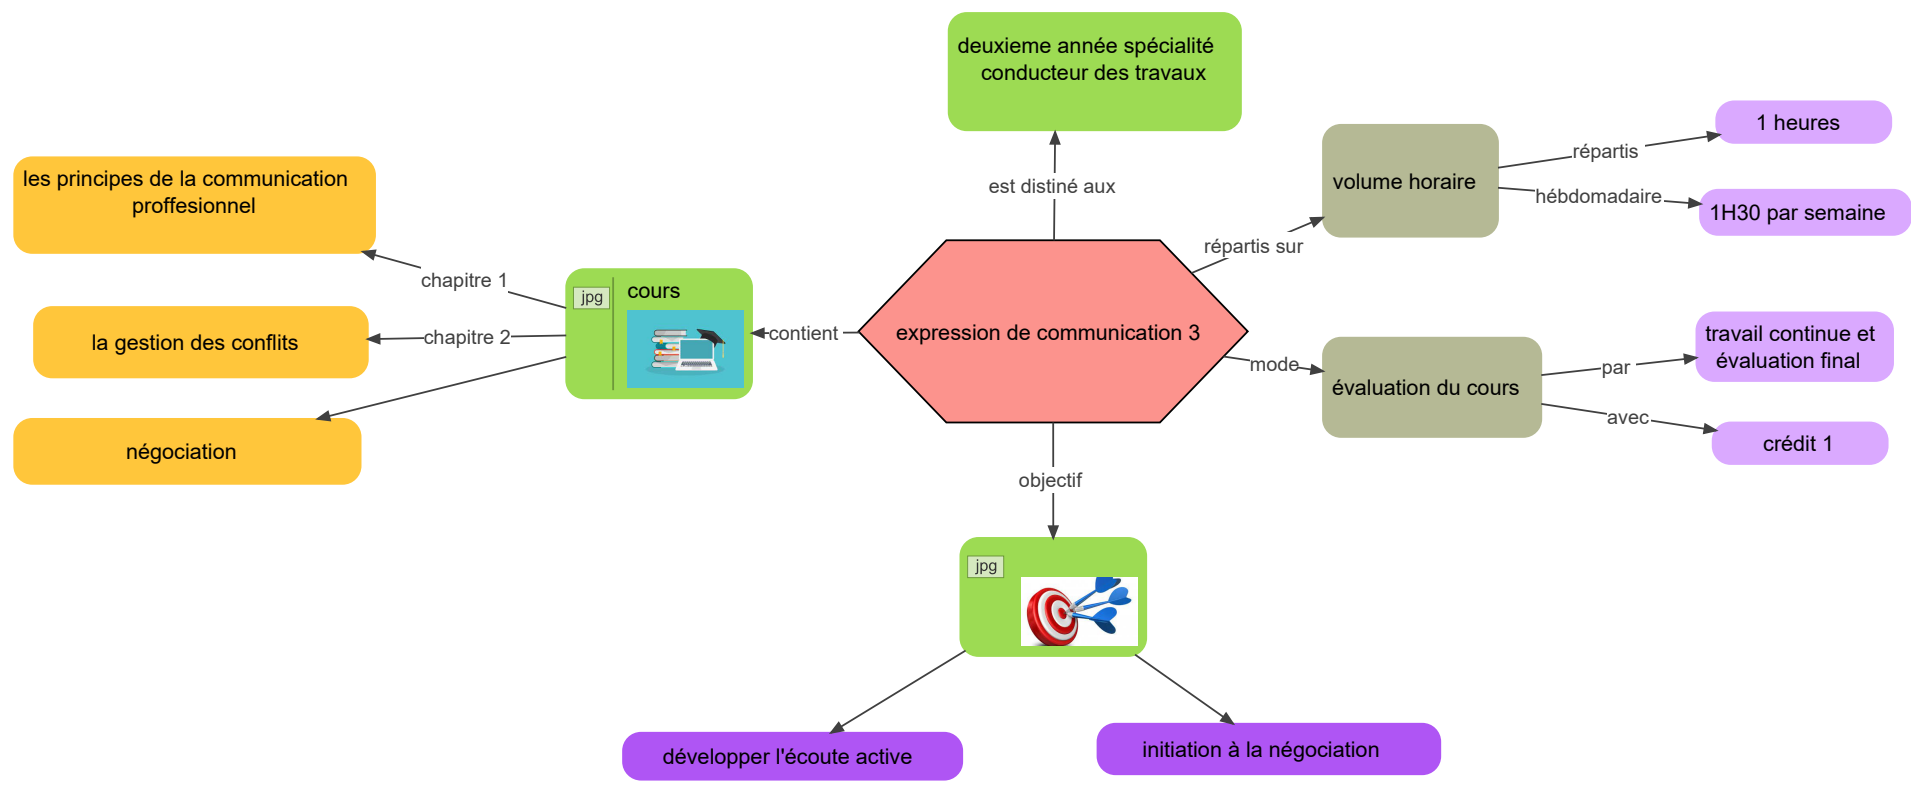 deuxieme année spécialité
conducteur des travaux
1 heures
répartis
volume horaire
hébdomadaire
1H30 par semaine
les principes de la communication
proffesionnel
est distiné aux
répartis sur
chapitre 1
jpg
cours
chapitre 2
la gestion des conflits
contient
expression de communication 3
travail continue et
évaluation final
mode
par
évaluation du cours
avec
crédit 1
négociation
objectif
jpg
développer l'écoute active
initiation à la négociation